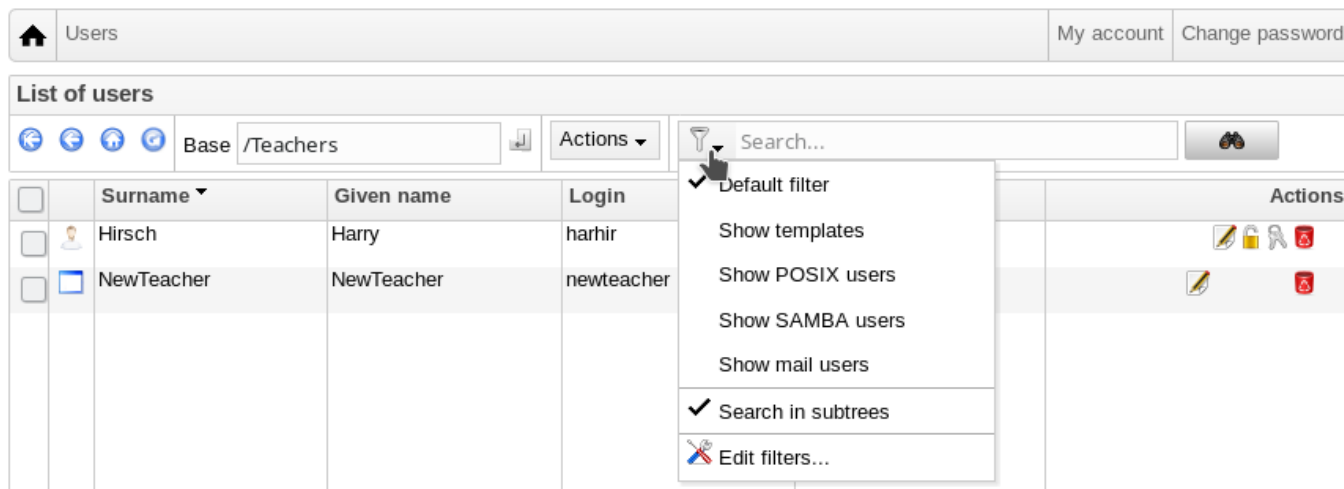 Users My account Change password
List of users
Base /Teachers Actions Search...
Surname Given name Login Actions
Hirsch Harry harhir
NewTeacher NewTeacher newteacher
Default filter
Show templates
Show POSIX users
Show SAMBA users
Show mail users
Search in subtrees
Edit filters...